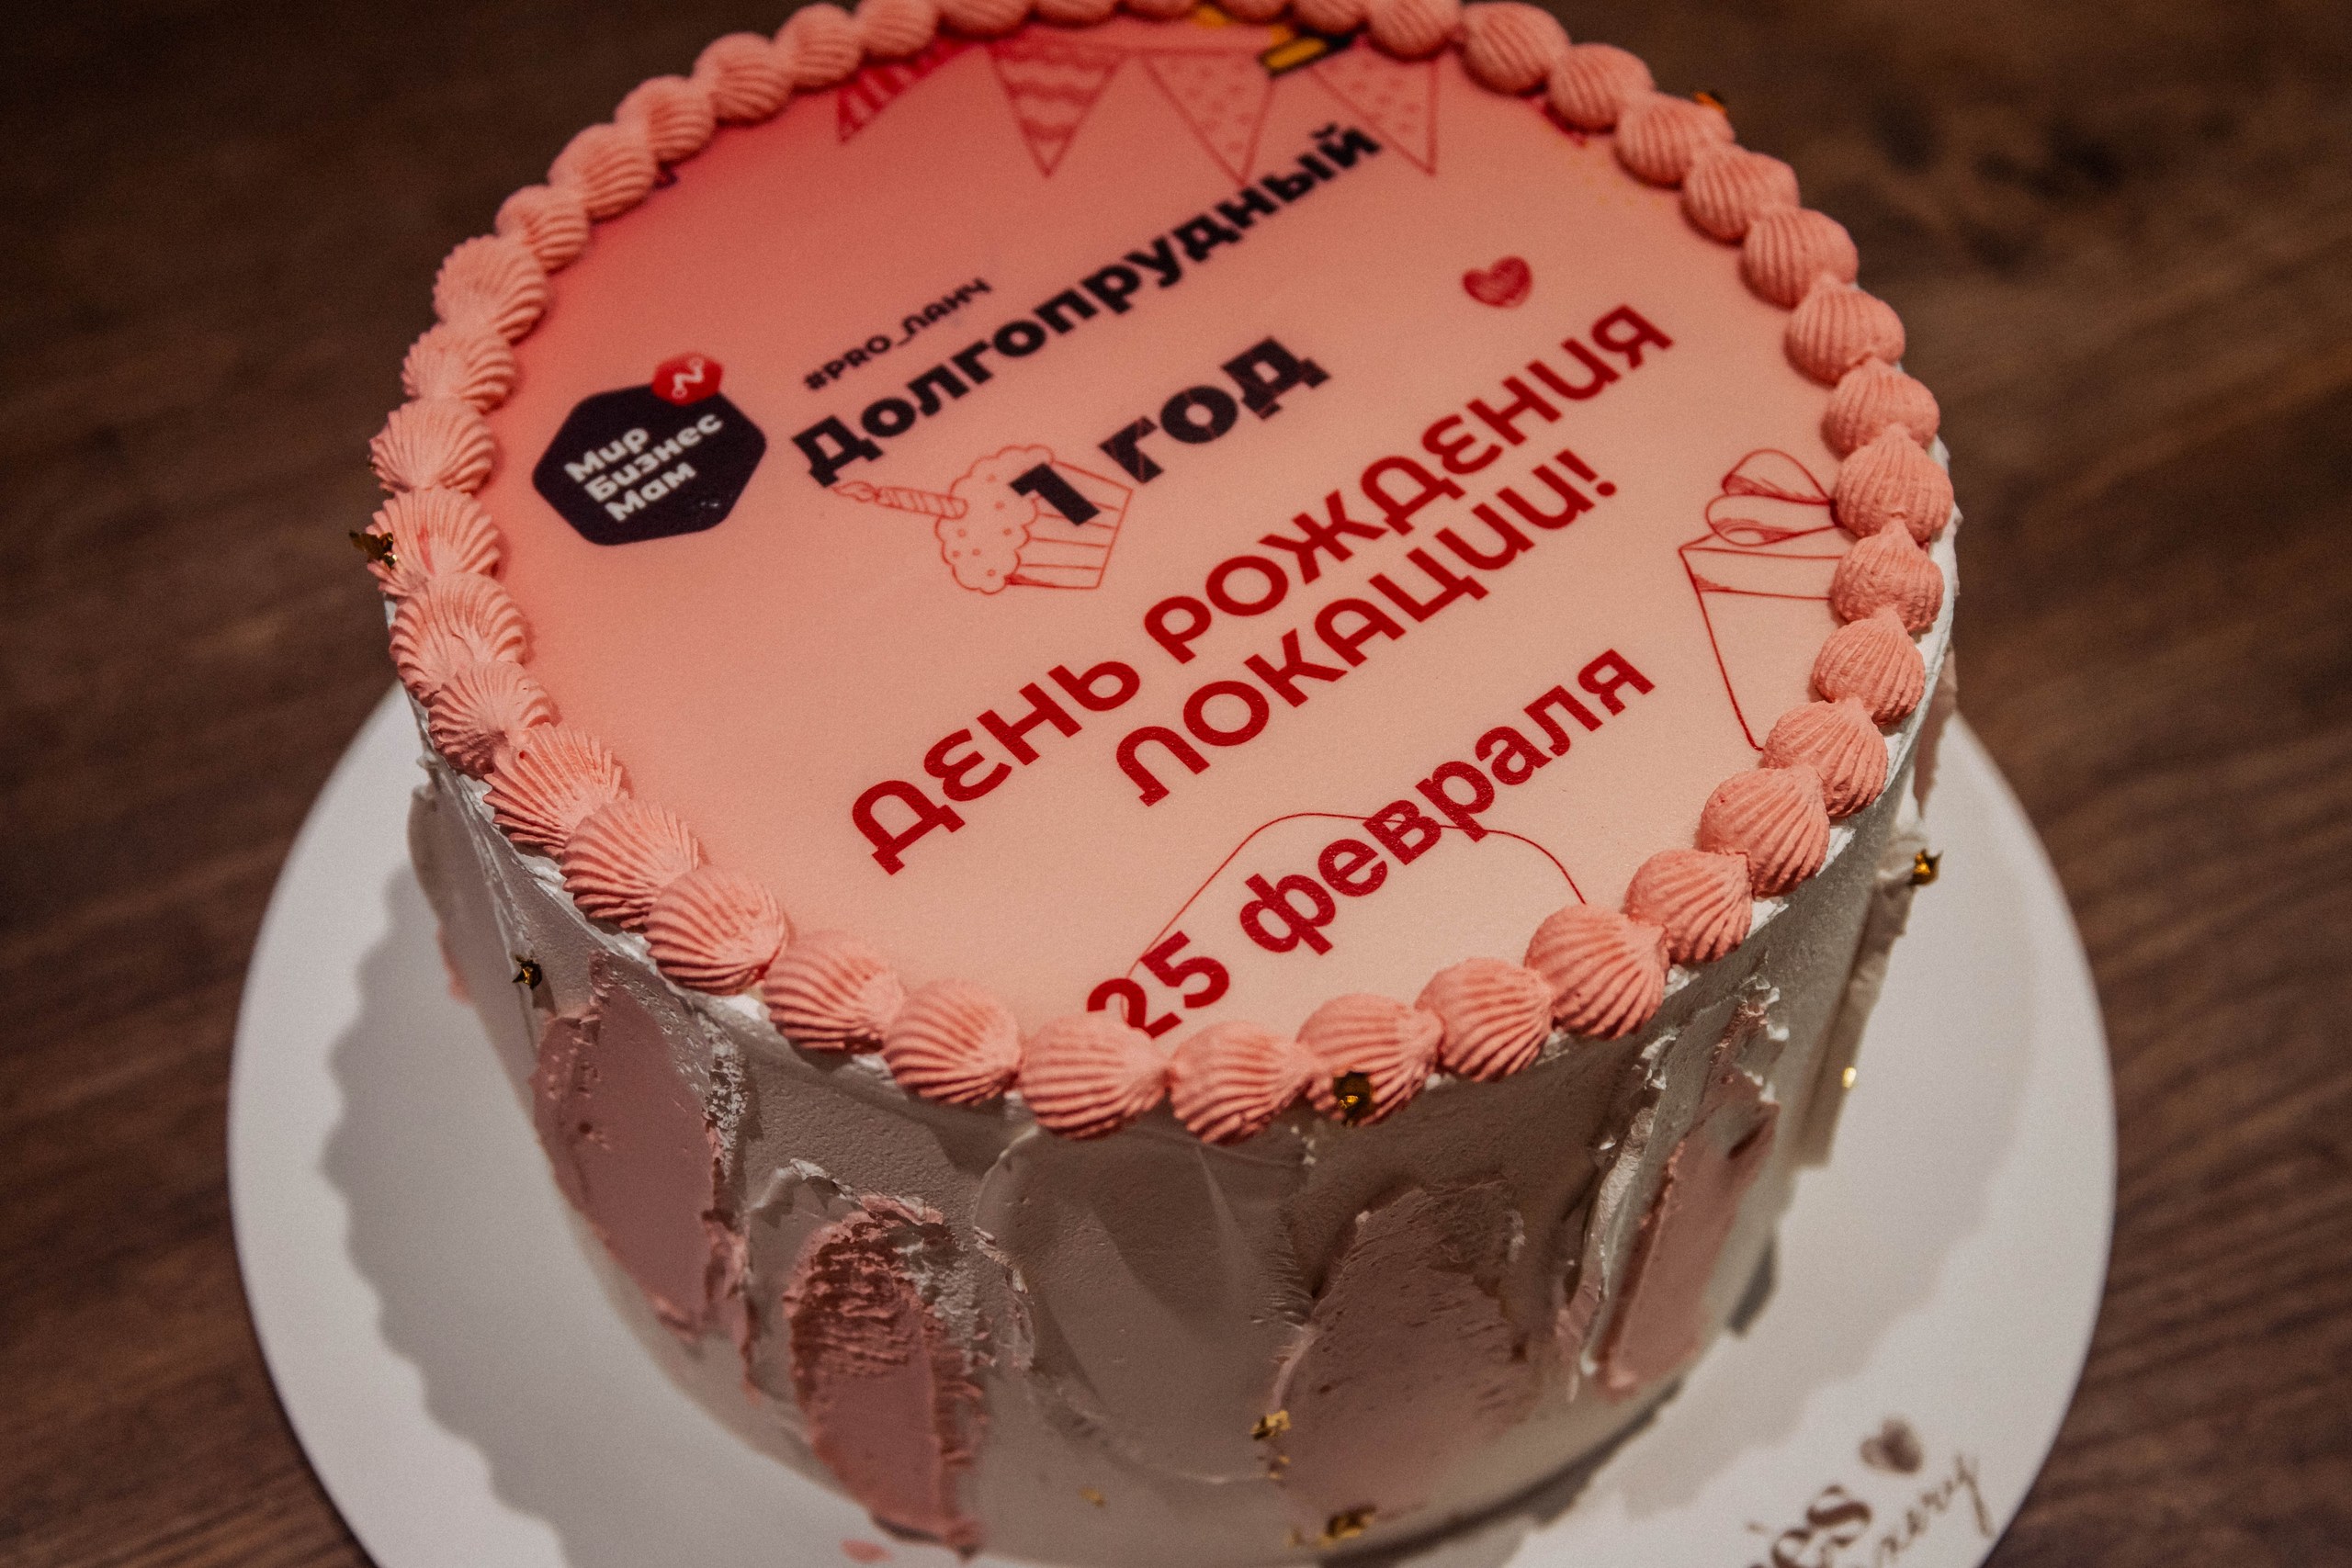 Мир
Бизнес
Мам
#PRO_ЛАНЧ
Долгопрудный
1 год
ДЕНЬ РОЖДЕНИЯ
ЛОКАЦИИ!
25 февраля